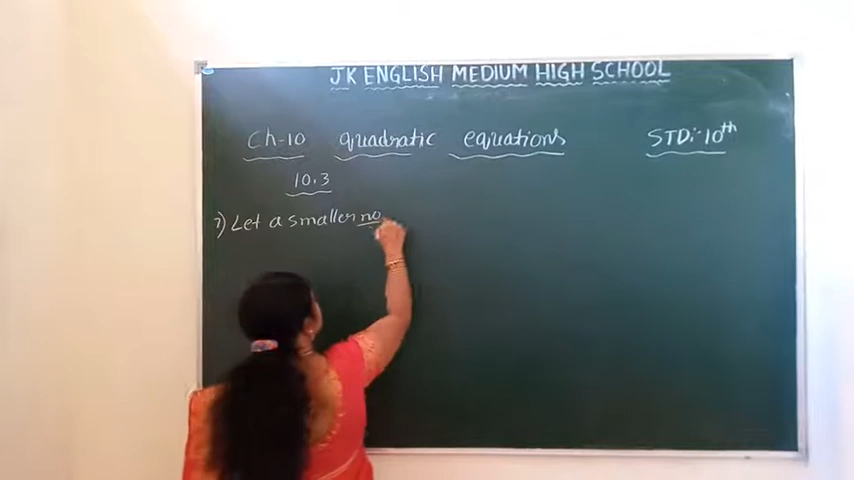 JK ENGLISH MEDIUM HIGH SCHOOL
Ch-10 quadratic equations STD:-10th
10.3
7) Let a smaller no